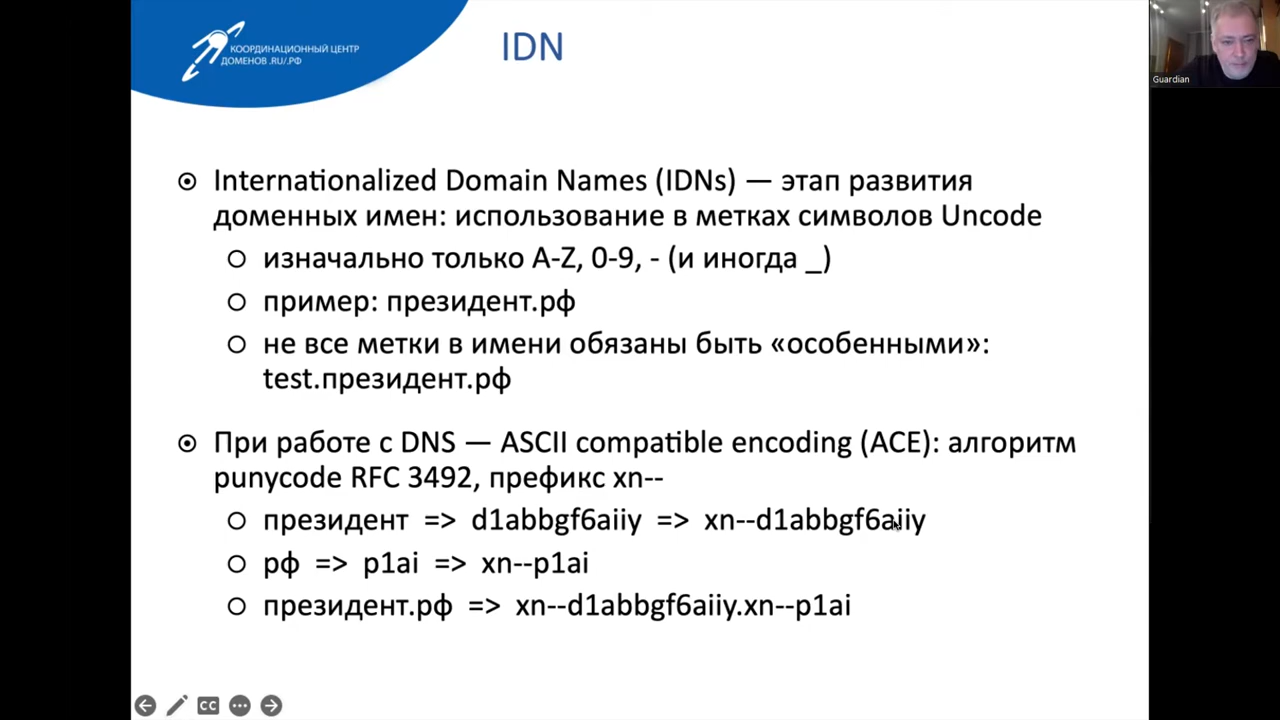 КООРДИНАЦИОННЫЙ ЦЕНТР
ДОМЕНОВ .RU/.РФ
IDN
Guardian
Internationalized Domain Names (IDNs) — этап развития
доменных имен: использование в метках символов Uncode
изначально только A-Z, 0-9, - (и иногда _)
пример: президент.рф
не все метки в имени обязаны быть «особенными»:
test.президент.рф
При работе с DNS — ASCII compatible encoding (ACE): алгоритм
punycode RFC 3492, префикс xn--
президент => d1abbgf6aiiy => xn--d1abbgf6aiiy
рф => p1ai => xn--p1ai
президент.рф => xn--d1abbgf6aiiy.xn--p1ai
CC